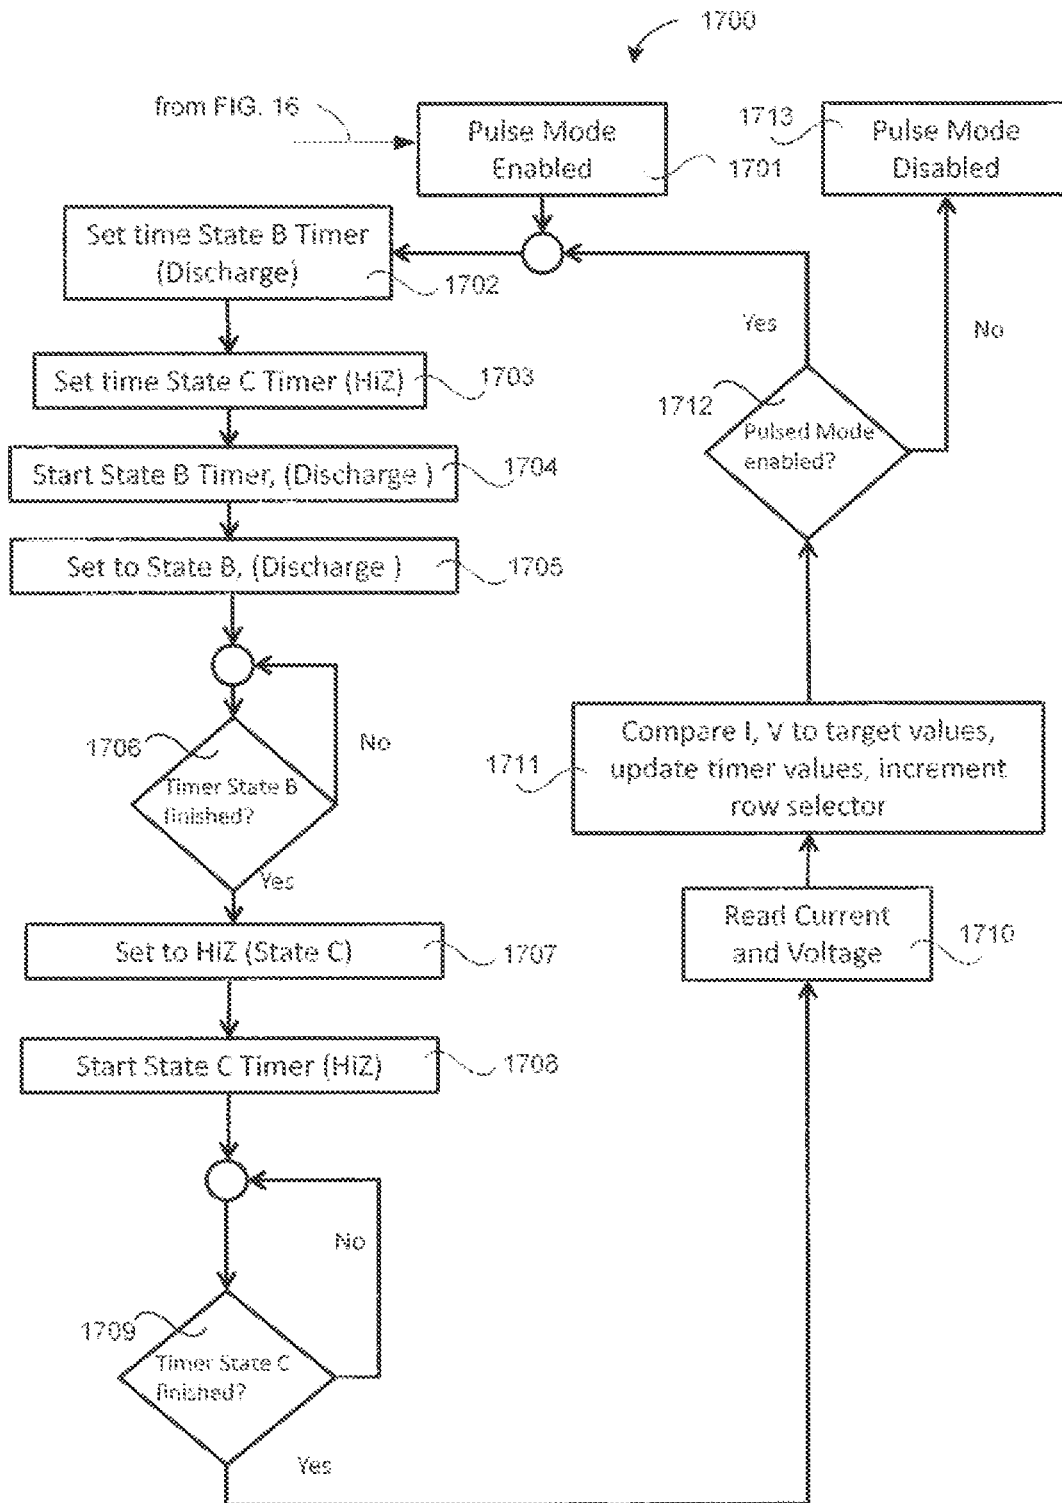 1700
from FIG. 16
Pulse Mode
Enabled
1701
1713
Pulse Mode
Disabled
Set time State B Timer
(Discharge)
1702
Set time State C Timer (HiZ)
1703
Start State B Timer, (Discharge )
1704
Set to State B, (Discharge )
1705
1706
Timer State B
finished?
No
Yes
Set to HiZ (State C)
1707
Start State C Timer (HiZ)
1708
1709
Timer State C
finished?
No
Yes
Read Current
and Voltage
1710
1711
Compare I, V to target values,
update timer values, increment
row selector
1712
Pulsed Mode
enabled?
Yes
No